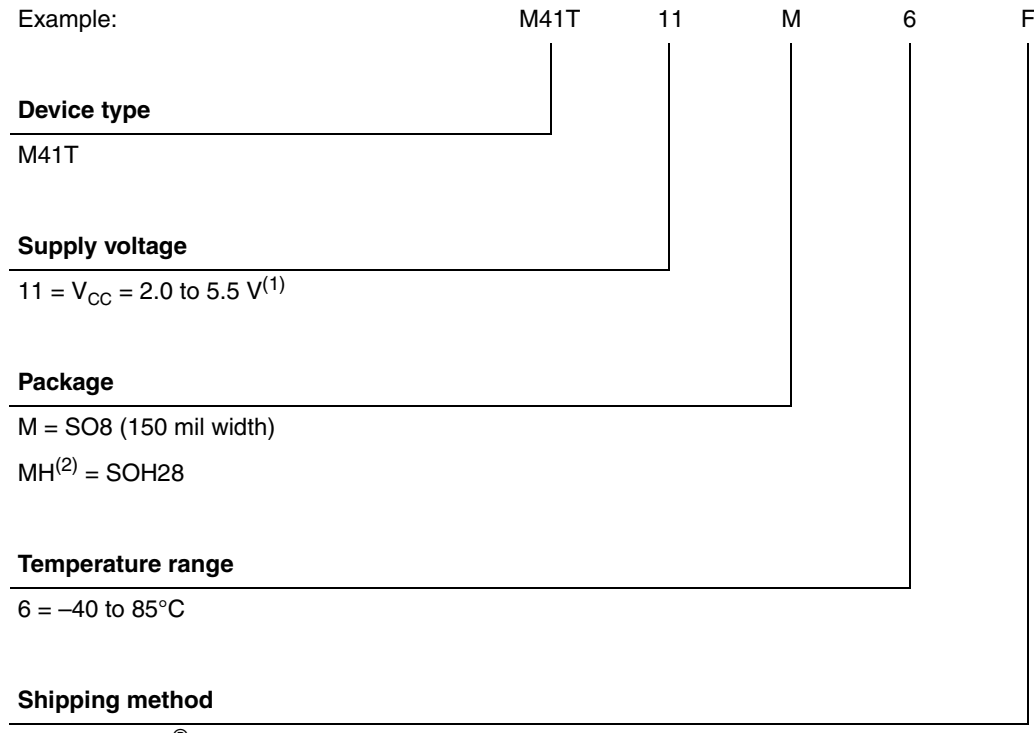 Example: M41T 11 M 6 F
Device type
M41T
Supply voltage
11 = VCC = 2.0 to 5.5 V(1)
Package
M = SO8 (150 mil width)
MH(2) = SOH28
Temperature range
6 = –40 to 85°C
Shipping method